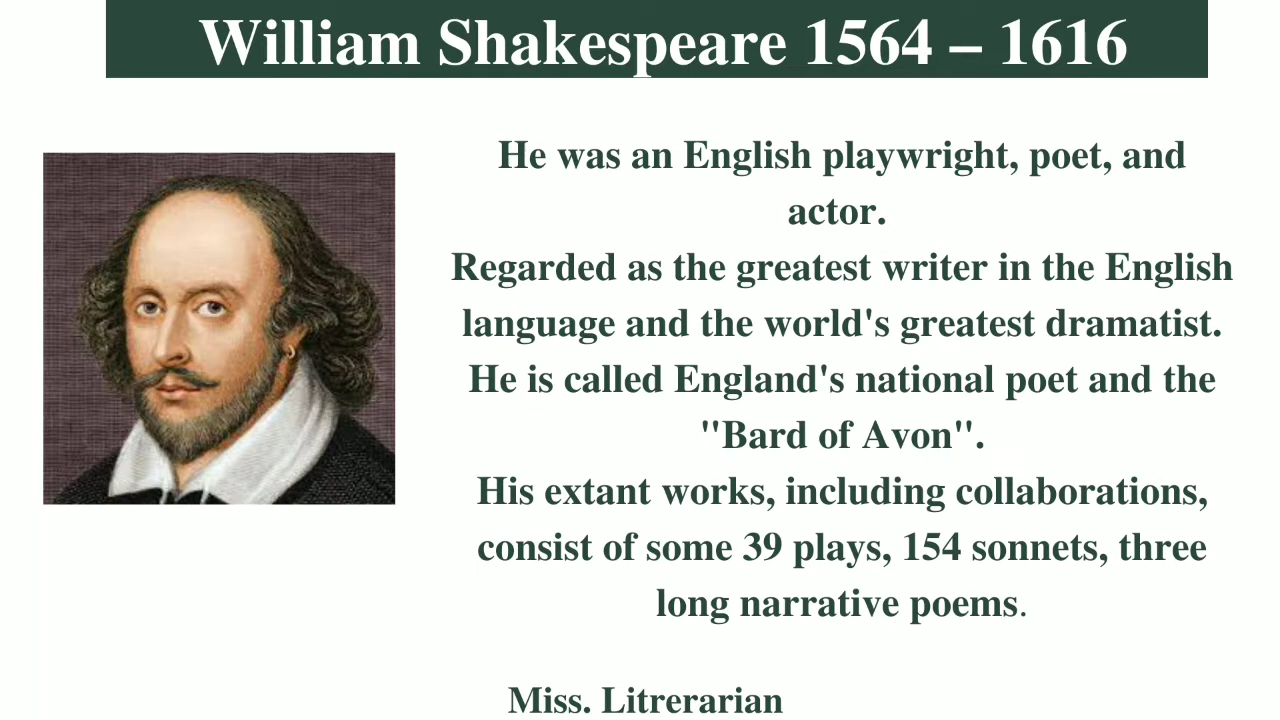 William Shakespeare 1564 – 1616
He was an English playwright, poet, and
actor.
Regarded as the greatest writer in the English
language and the world's greatest dramatist.
He is called England's national poet and the
"Bard of Avon".
His extant works, including collaborations,
consist of some 39 plays, 154 sonnets, three
long narrative poems.
Miss. Litrerarian